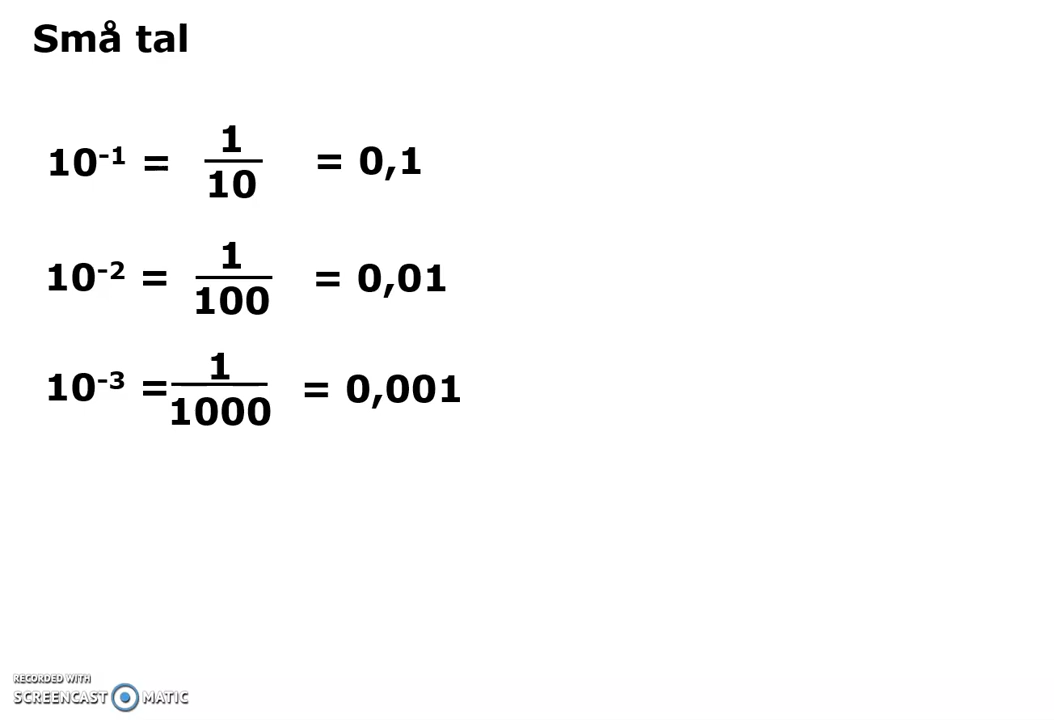 Små tal
10⁻¹ = 1/10 = 0,1
10⁻² = 1/100 = 0,01
10⁻³ = 1/1000 = 0,001
RECORDED WITH
SCREENCAST MATIC